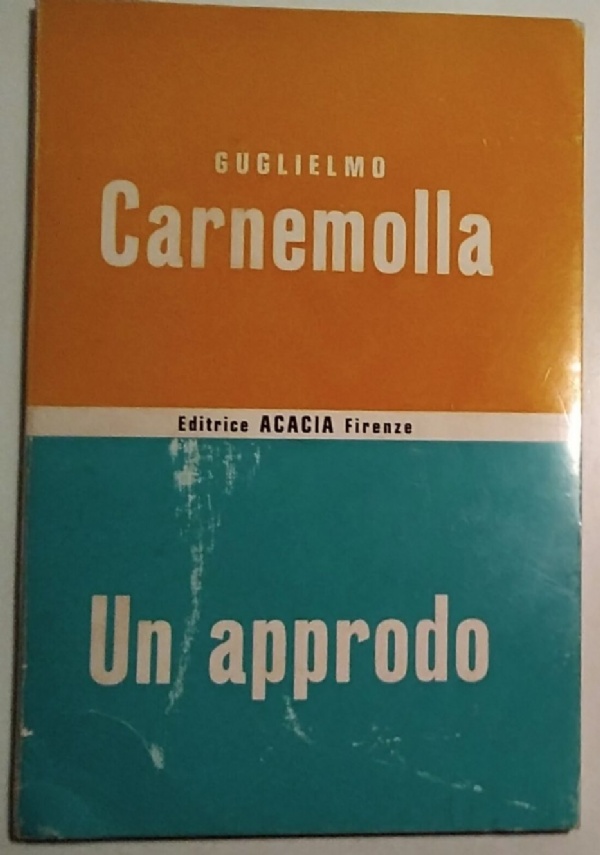 GUGLIELMO
Carnemolla
Editrice ACACIA Firenze
Un approdo